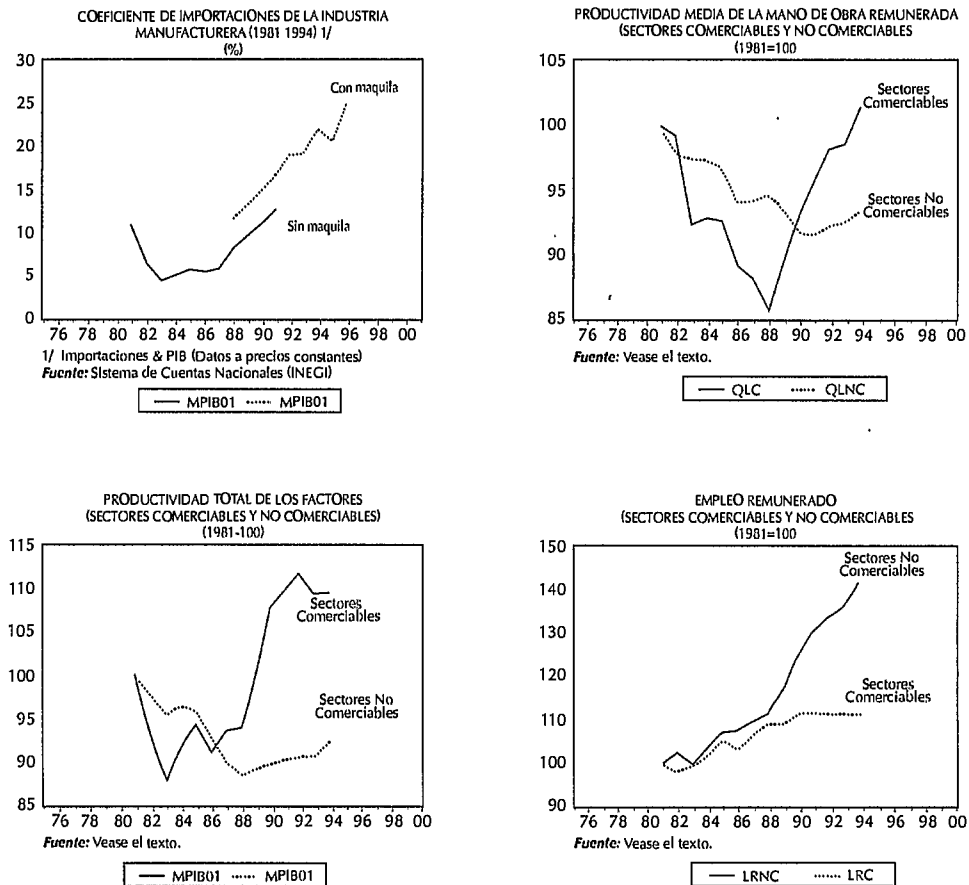 COEFICIENTE DE IMPORTACIONES DE LA INDUSTRIA
MANUFACTURERA (1981 1994) 1/
(%)
30
25
20
15
10
5
0
Con maquila
Sin maquila
76 78 80 82 84 86 88 90 92 94 96 98 00
1/ Importaciones & PIB (Datos a precios constantes)
Fuente: Sistema de Cuentas Nacionales (INEGI)
MPIB01 MPIB01
PRODUCTIVIDAD MEDIA DE LA MANO DE OBRA REMUNERADA
(SECTORES COMERCIABLES Y NO COMERCIABLES
(1981=100
105
100
95
90
85
Sectores
Comerciables
Sectores No
Comerciables
76 78 80 82 84 86 88 90 92 94 96 98 00
Fuente: Vease el texto.
QLC QLNC
PRODUCTIVIDAD TOTAL DE LOS FACTORES
(SECTORES COMERCIABLES Y NO COMERCIABLES)
(1981-100)
115
110
105
100
95
90
85
Sectores
Comerciables
Sectores No
Comerciables
76 78 80 82 84 86 88 90 92 94 96 98 00
Fuente: Vease el texto.
MPIB01 MPIB01
EMPLEO REMUNERADO
(SECTORES COMERCIABLES Y NO COMERCIABLES
(1981=100
150
140
130
120
110
100
90
Sectores No
Comerciables
Sectores
Comerciables
76 78 80 82 84 86 88 90 92 94 96 98 00
Fuente: Vease el texto.
LRNC LRC